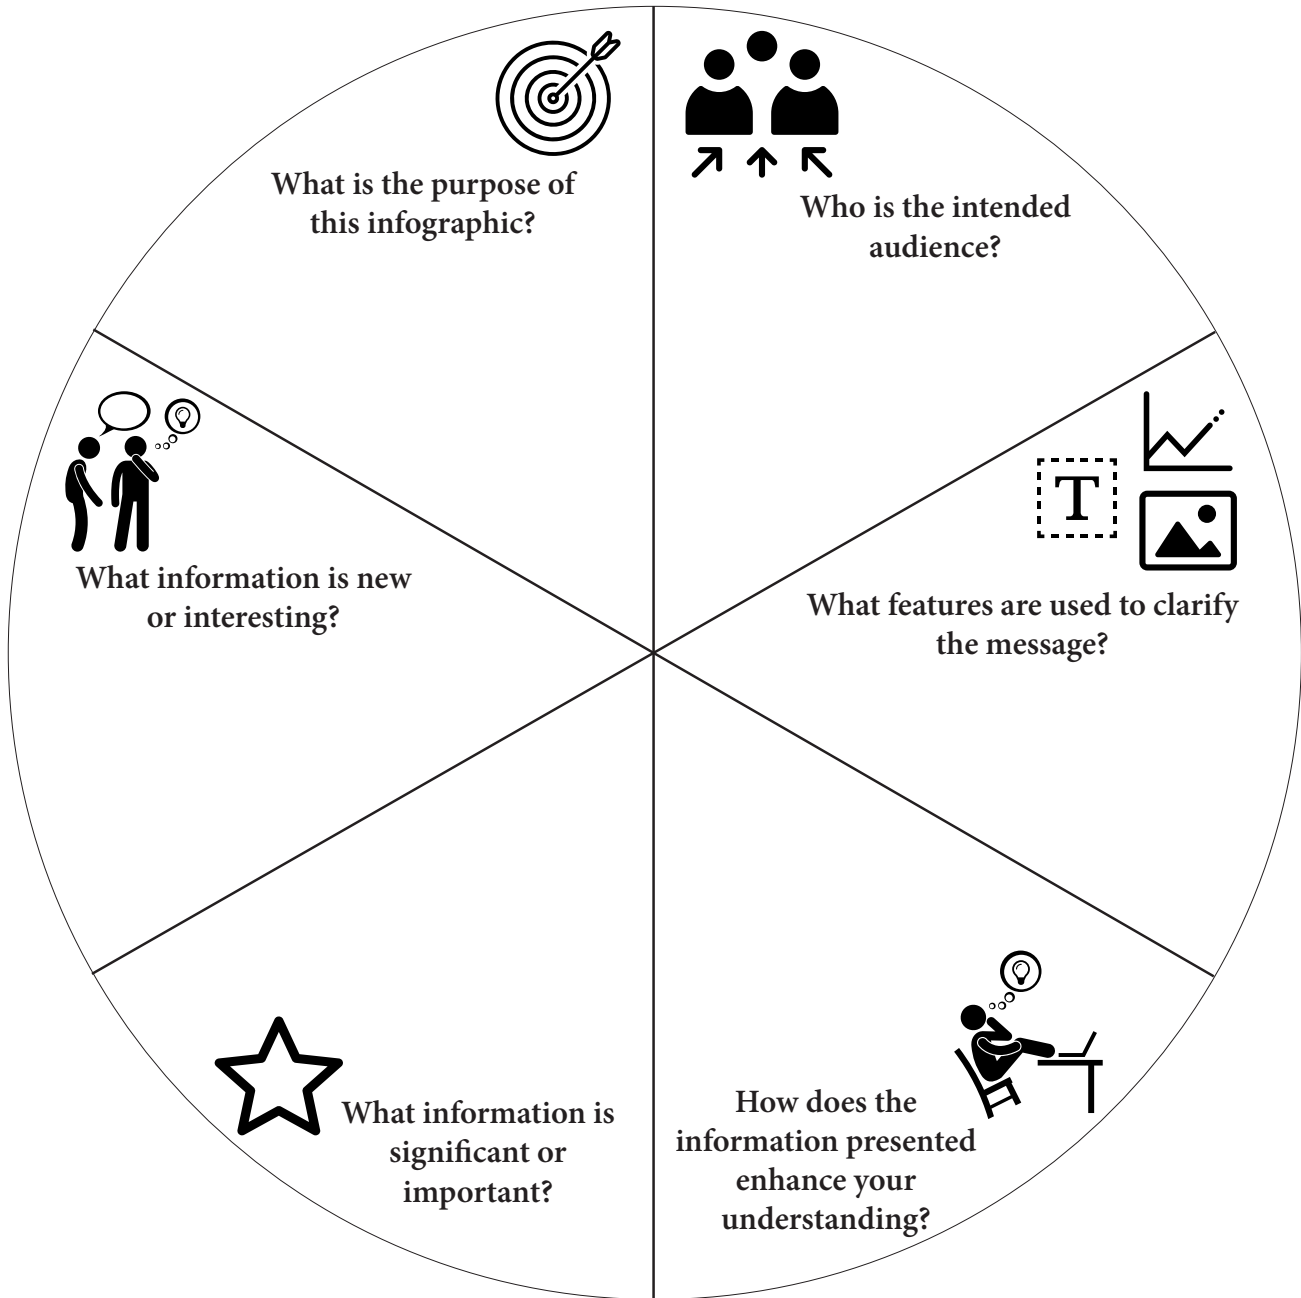 What is the purpose of
this infographic?
Who is the intended
audience?
T
What features are used to clarify
the message?
How does the
information presented
enhance your
understanding?
What information is
significant or
important?
What information is new
or interesting?